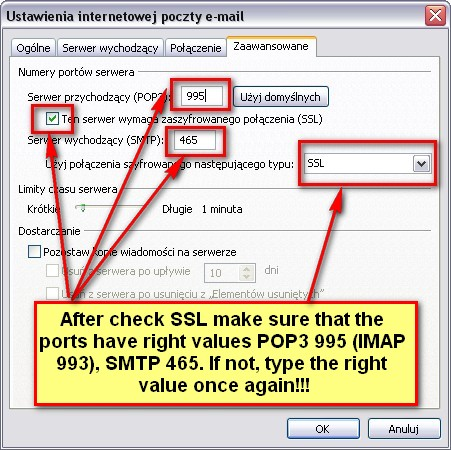 Ustawienia internetowej poczty e-mail
Ogólne Serwer wychodzący Połączenie Zaawansowane
Numery portów serwera
Serwer przychodzący (POP3): 995 Użyj domyślnych
Ten serwer wymaga zaszyfrowanego połączenia (SSL)
Serwer wychodzący (SMTP): 465
Użyj połączenia szyfrowanego następującego typu: SSL
Limity czasu serwera
Krótkie Długie 1 minuta
Dostarczanie
Pozostaw kopie wiadomości na serwerze
Usuń z serwera po upływie 10 dni
Usuń z serwera po usunięciu z „Elementów usuniętych”
After check SSL make sure that the
ports have right values POP3 995 (IMAP
993), SMTP 465. If not, type the right
value once again!!!
OK Anuluj